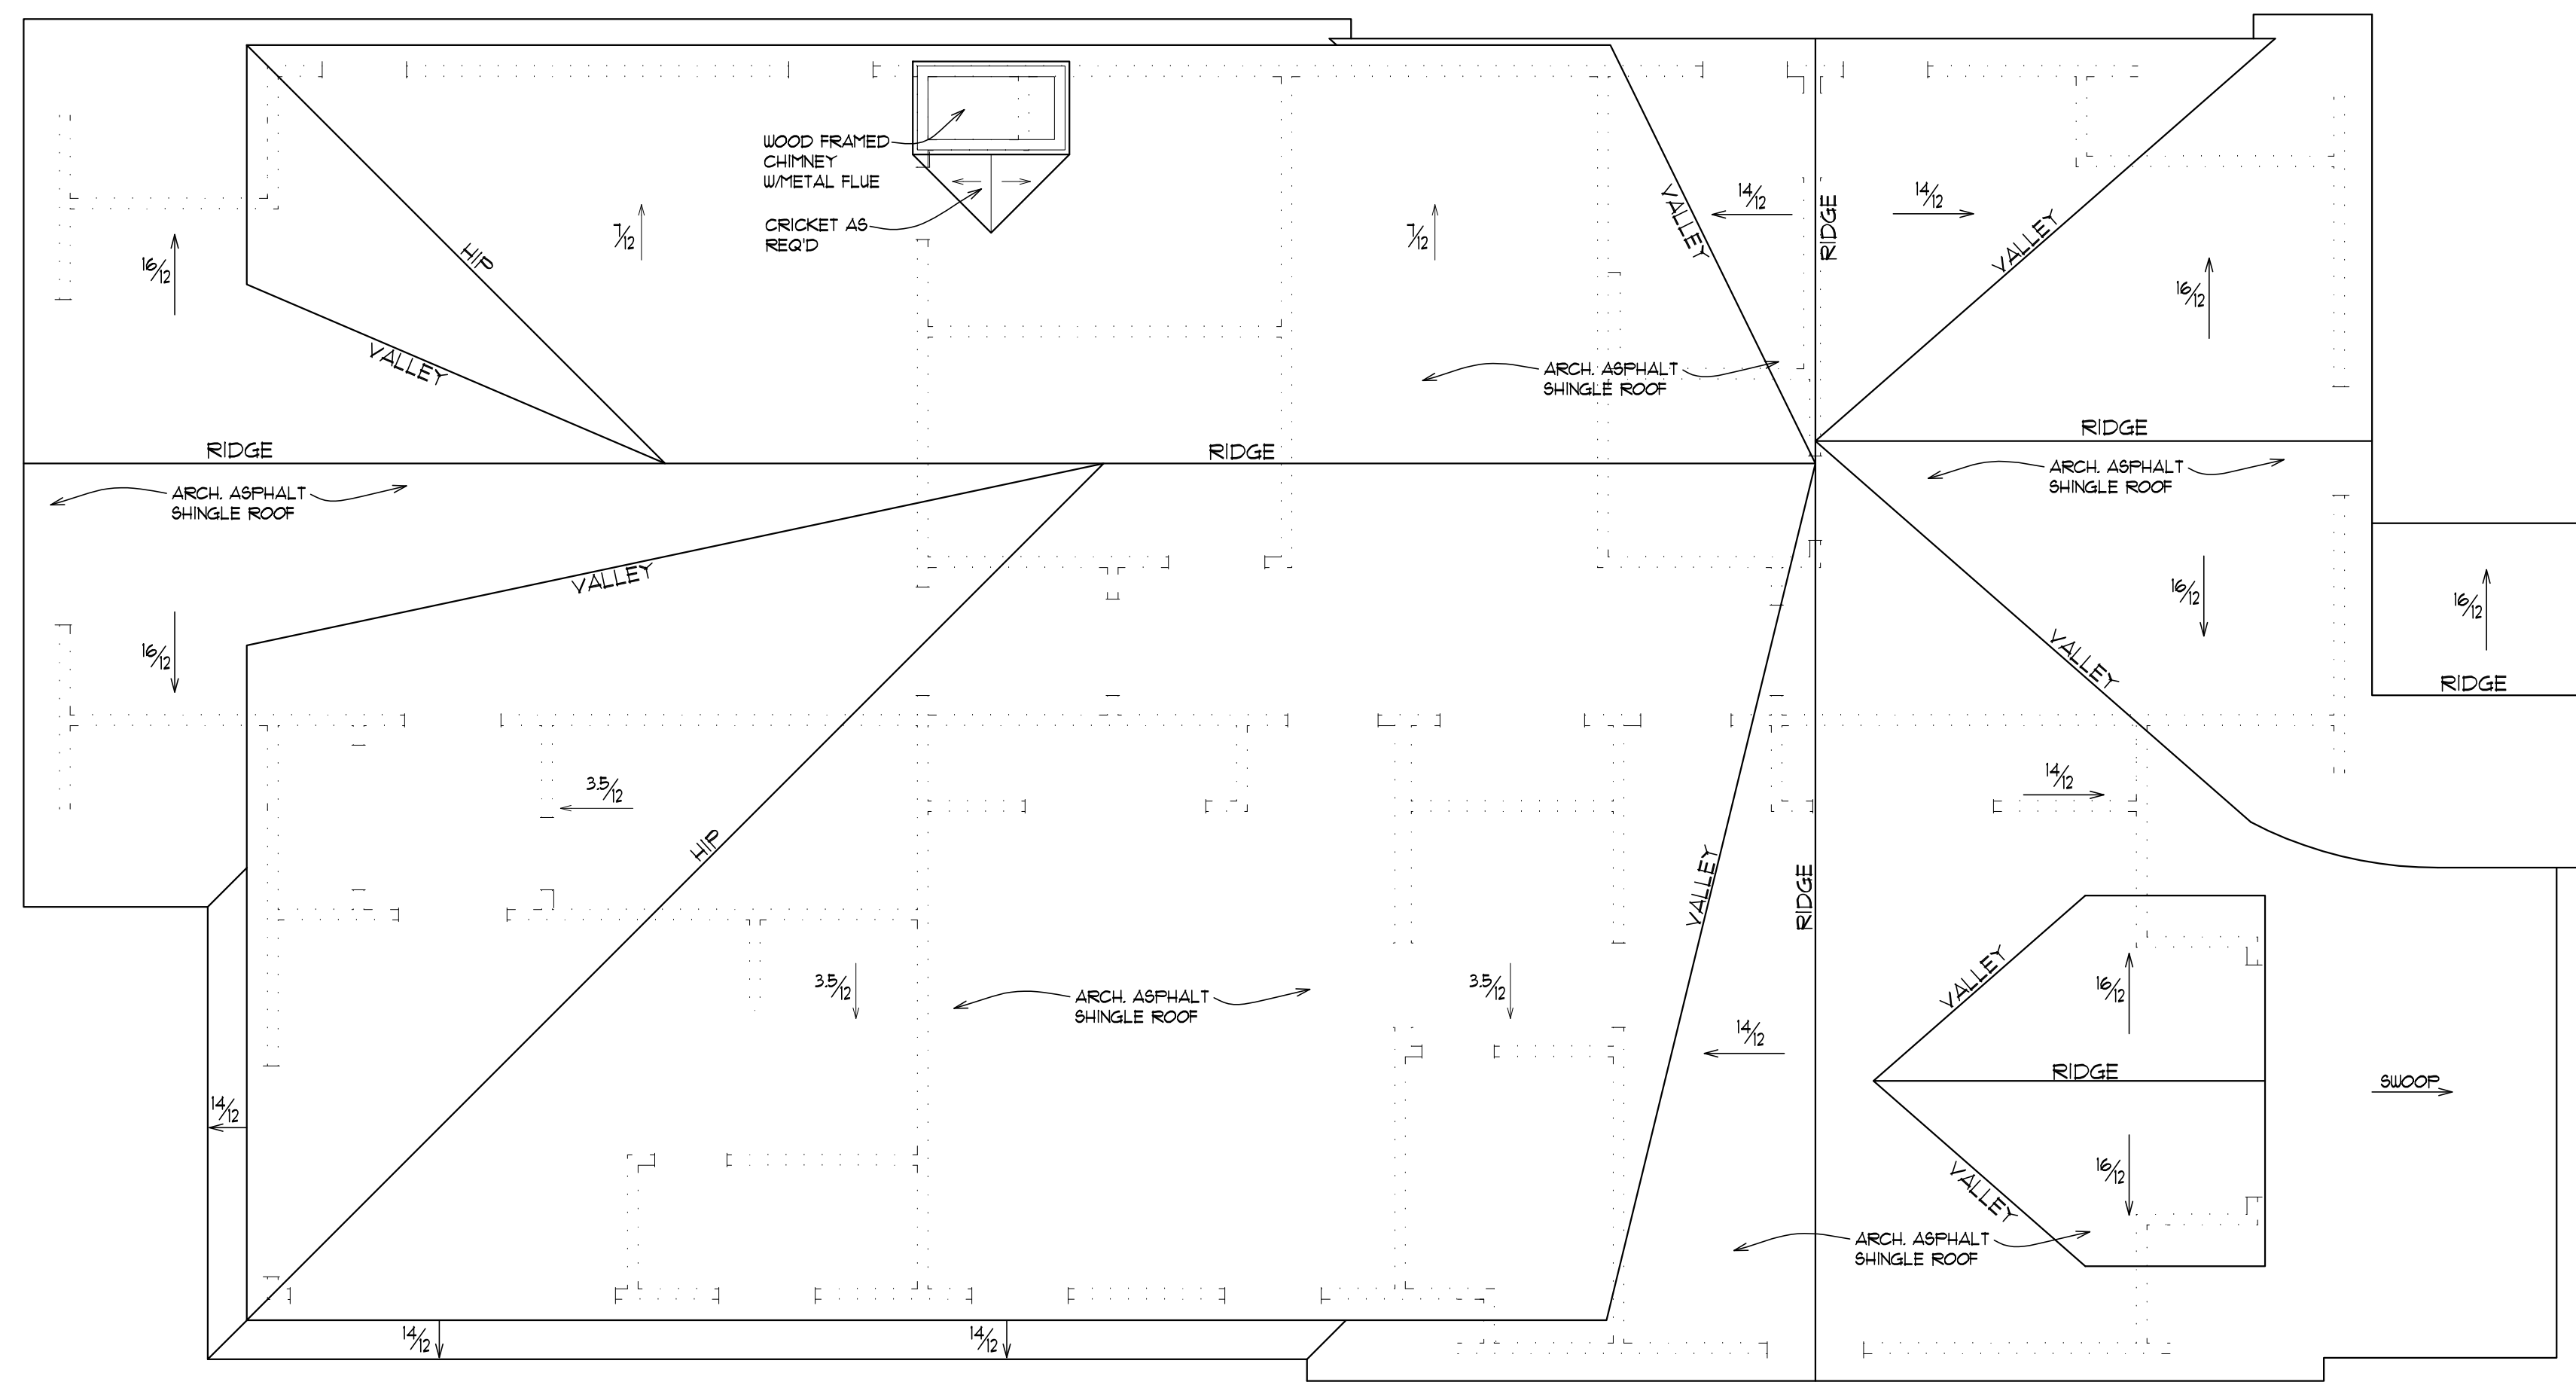 WOOD FRAMED
CHIMNEY
W/METAL FLUE
CRICKET AS
REQ'D
14/12
RIDGE
14/12
VALLEY
VALLEY
7/12
7/12
16/12
HIP
16/12
VALLEY
ARCH. ASPHALT
SHINGLE ROOF
RIDGE
RIDGE
RIDGE
ARCH. ASPHALT
SHINGLE ROOF
ARCH. ASPHALT
SHINGLE ROOF
VALLEY
16/12
16/12
16/12
VALLEY
RIDGE
3.5/12
14/12
HIP
VALLEY
RIDGE
3.5/12
3.5/12
ARCH. ASPHALT
SHINGLE ROOF
VALLEY
16/12
14/12
RIDGE
SWOOP
14/12
16/12
VALLEY
ARCH. ASPHALT
SHINGLE ROOF
14/12
14/12